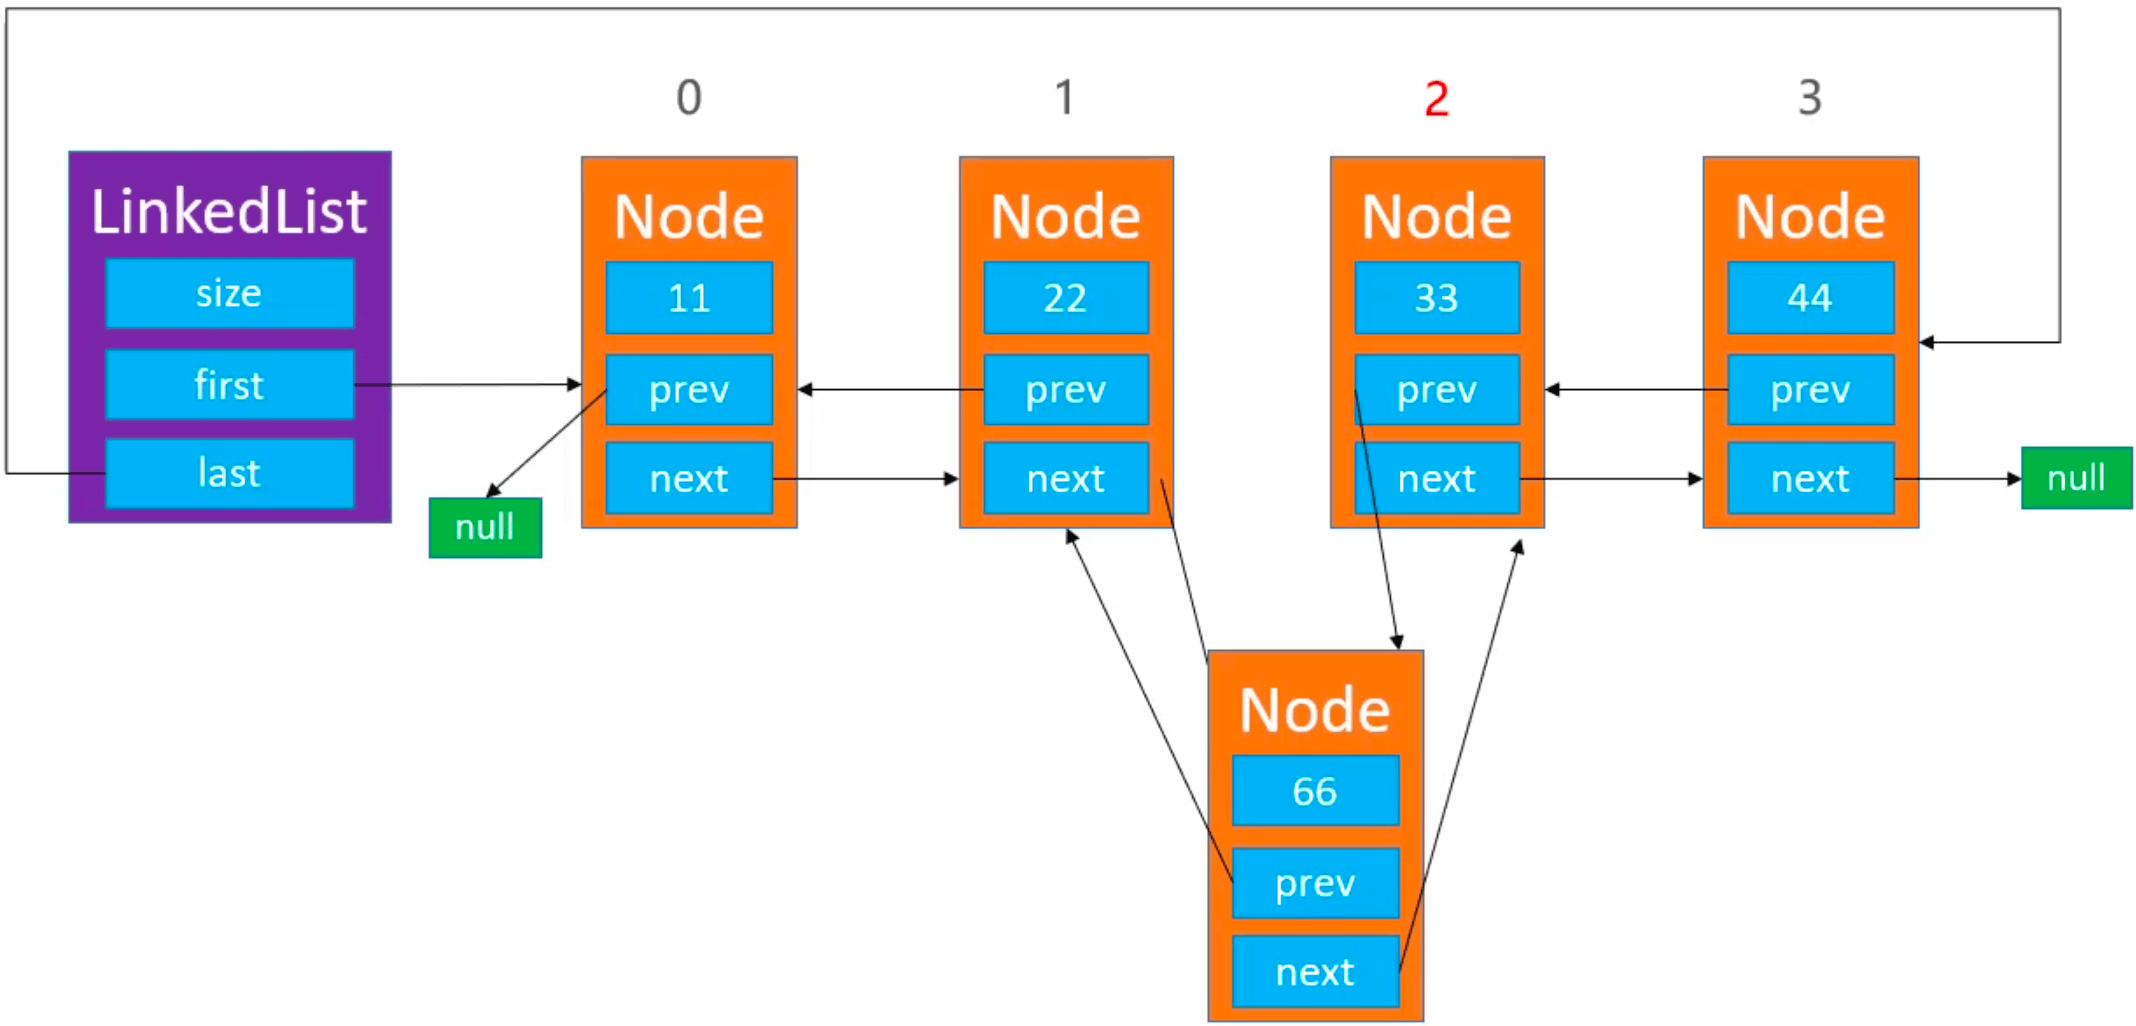 0
1
2
3
LinkedList
size
first
last
null
Node
11
prev
next
Node
22
prev
next
Node
33
prev
next
Node
44
prev
next
null
Node
66
prev
next